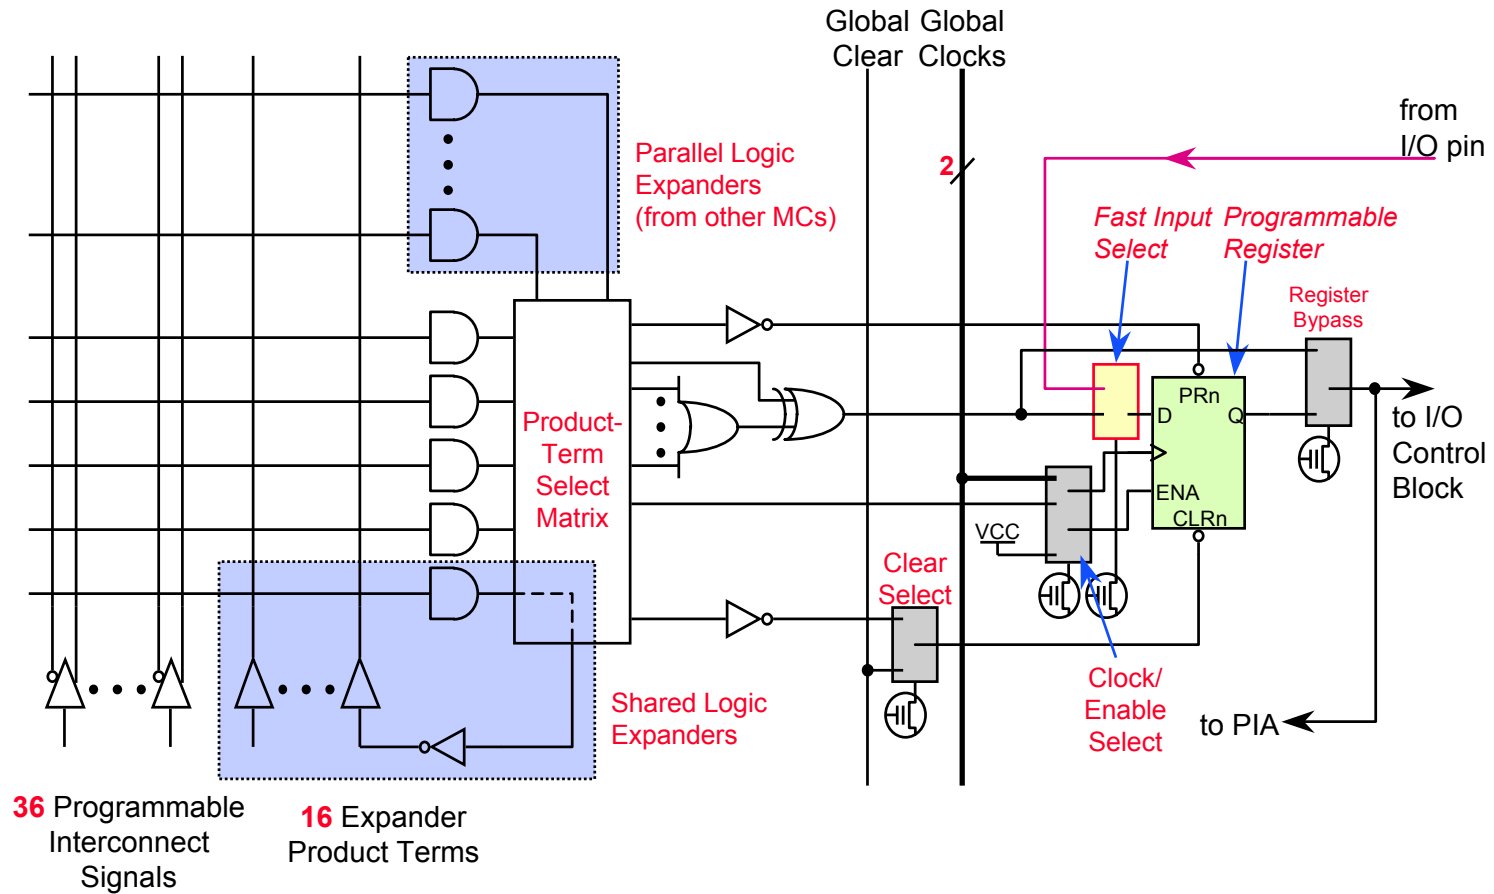 Global Global
Clear Clocks
from
I/O pin
2
Parallel Logic
Expanders
(from other MCs)
Fast Input
Select
Programmable
Register
Register
Bypass
PRn
D
Q
ENA
CLRn
to I/O
Control
Block
Product-
Term
Select
Matrix
VCC
Clear
Select
Clock/
Enable
Select
Shared Logic
Expanders
to PIA
36 Programmable
Interconnect
Signals
16 Expander
Product Terms